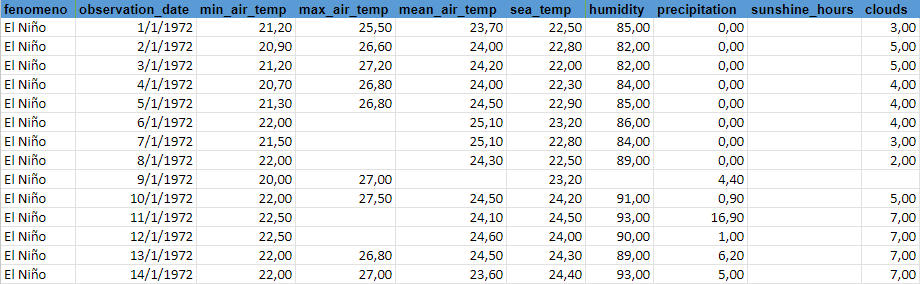 fenomeno observation_date min_air_temp max_air_temp mean_air_temp sea_temp humidity precipitation sunshine_hours clouds
El Niño 1/1/1972 21,20 25,50 23,70 22,50 85,00 0,00 3,00
El Niño 2/1/1972 20,90 26,60 24,00 22,80 82,00 0,00 5,00
El Niño 3/1/1972 21,20 27,20 24,20 22,00 82,00 0,00 5,00
El Niño 4/1/1972 20,70 26,80 24,00 22,30 84,00 0,00 4,00
El Niño 5/1/1972 21,30 26,80 24,50 22,90 85,00 0,00 4,00
El Niño 6/1/1972 22,00 25,10 23,20 86,00 0,00 4,00
El Niño 7/1/1972 21,50 25,10 22,80 84,00 0,00 3,00
El Niño 8/1/1972 22,00 24,30 22,50 89,00 0,00 2,00
El Niño 9/1/1972 20,00 27,00 23,20 4,40
El Niño 10/1/1972 22,00 27,50 24,50 24,20 91,00 0,90 5,00
El Niño 11/1/1972 22,50 24,10 24,50 93,00 16,90 7,00
El Niño 12/1/1972 22,50 24,60 24,00 90,00 1,00 7,00
El Niño 13/1/1972 22,00 26,80 24,50 24,30 89,00 6,20 7,00
El Niño 14/1/1972 22,00 27,00 23,60 24,40 93,00 5,00 7,00